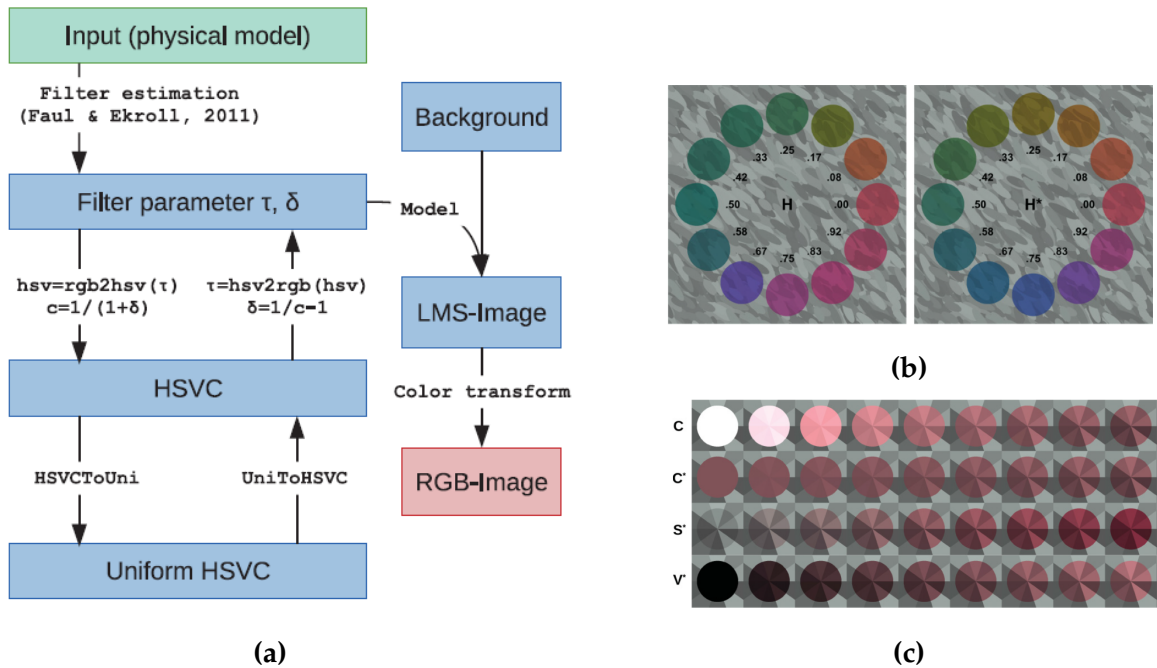 Input (physical model)
Filter estimation
(Faul & Ekroll, 2011)
Filter parameter τ, δ
hsv=rgb2hsv(τ)
c=1/(1+δ)
τ=hsv2rgb(hsv)
δ=1/c-1
HSVC
HSVCToUni
UniToHSVC
Uniform HSVC
Background
Model
LMS-Image
Color transform
RGB-Image
(a)
H
.00
.08
.17
.25
.33
.42
.50
.58
.67
.75
.83
.92
H*
.00
.08
.17
.25
.33
.42
.50
.58
.67
.75
.83
.92
(b)
C
C*
S*
V*
(c)